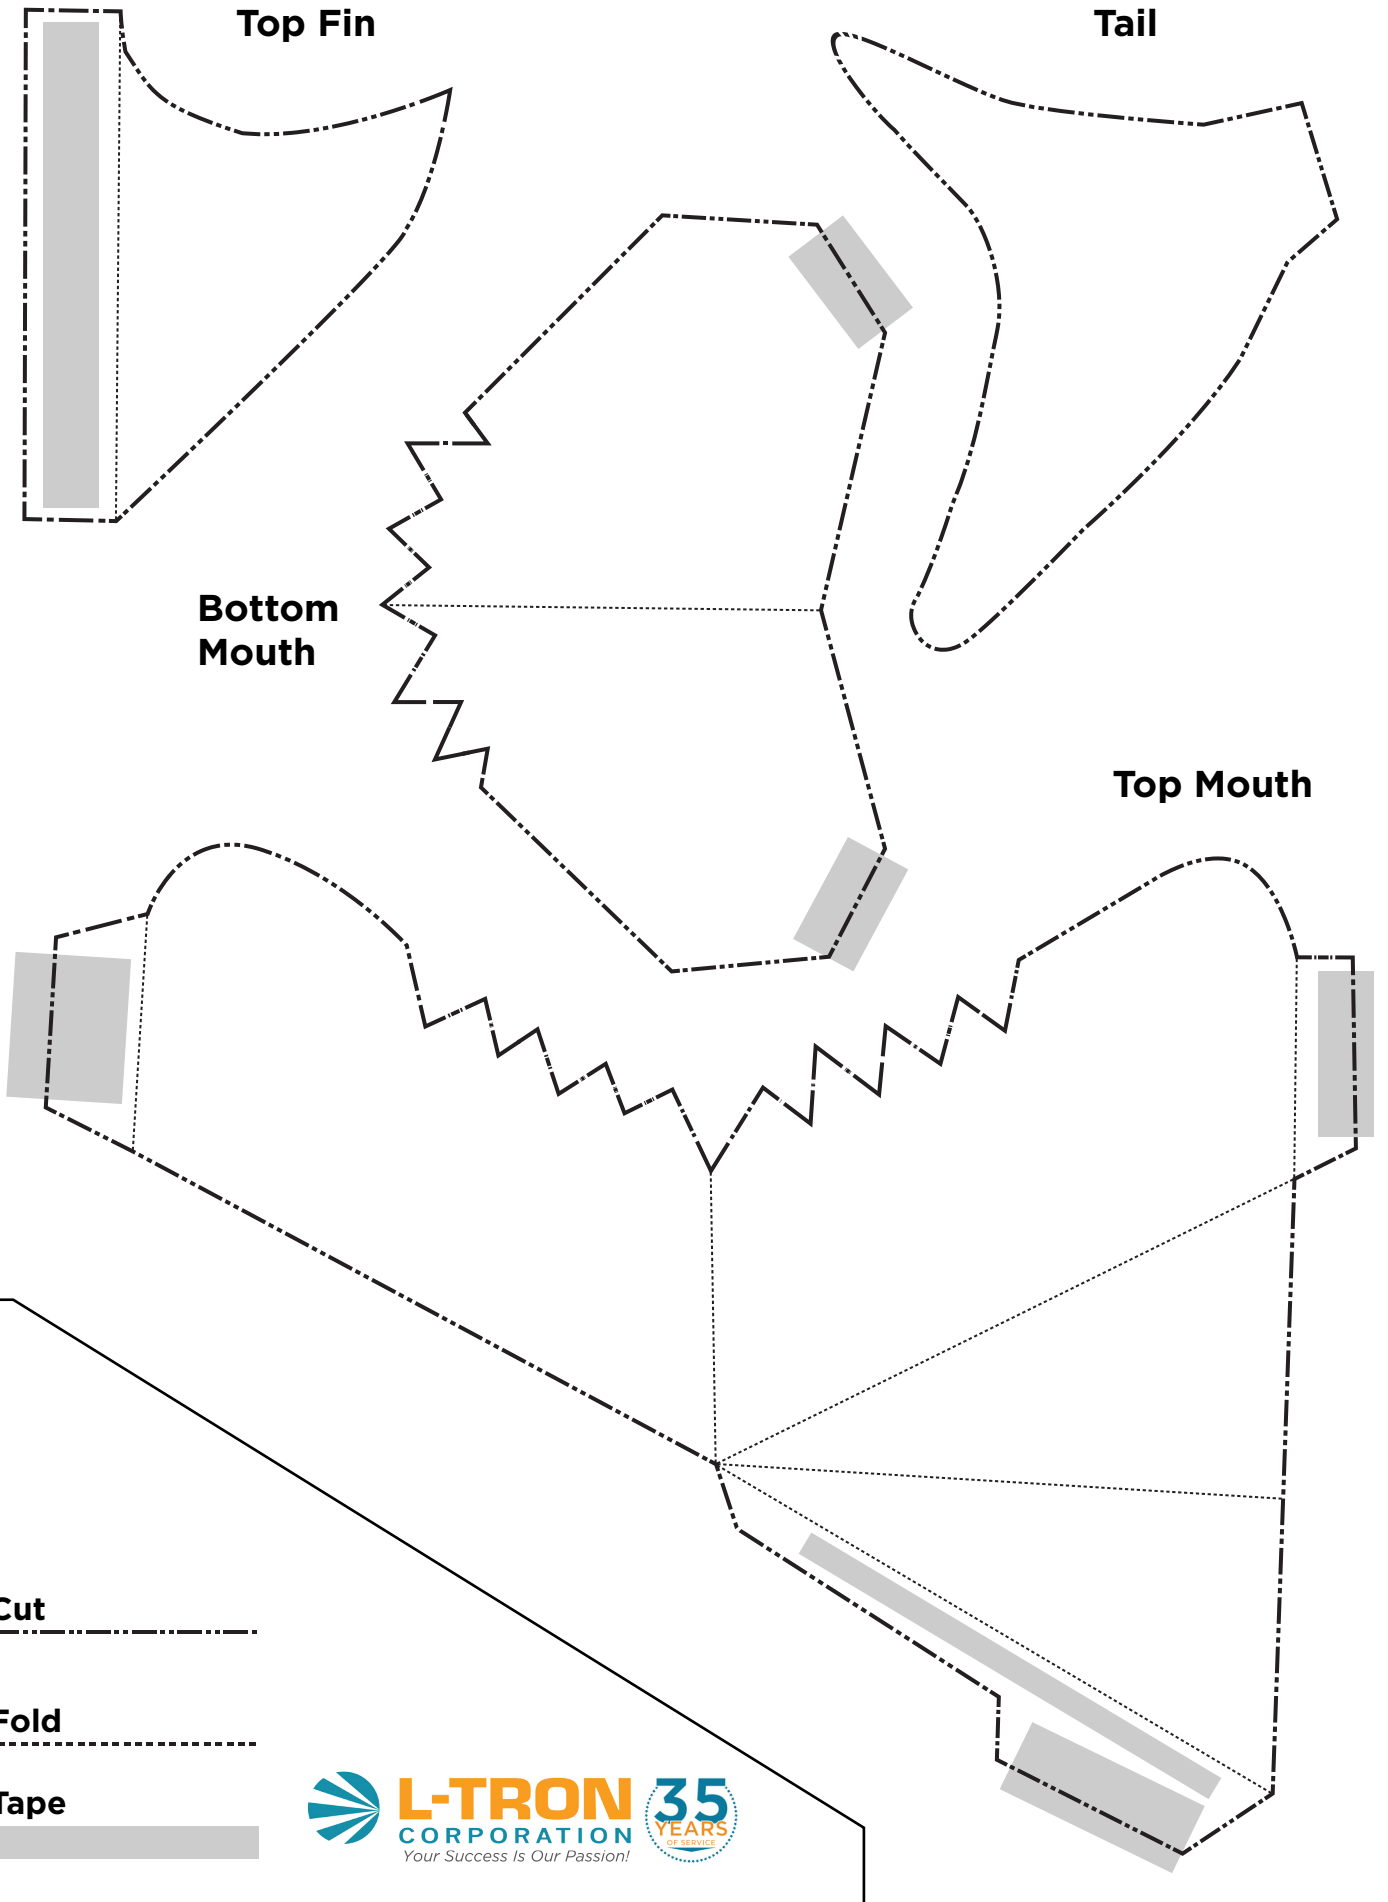 Top Fin
Tail
Bottom
Mouth
Top Mouth
Cut
Fold
Tape
L-TRON
CORPORATION
Your Success Is Our Passion!
35
YEARS
OF SERVICE